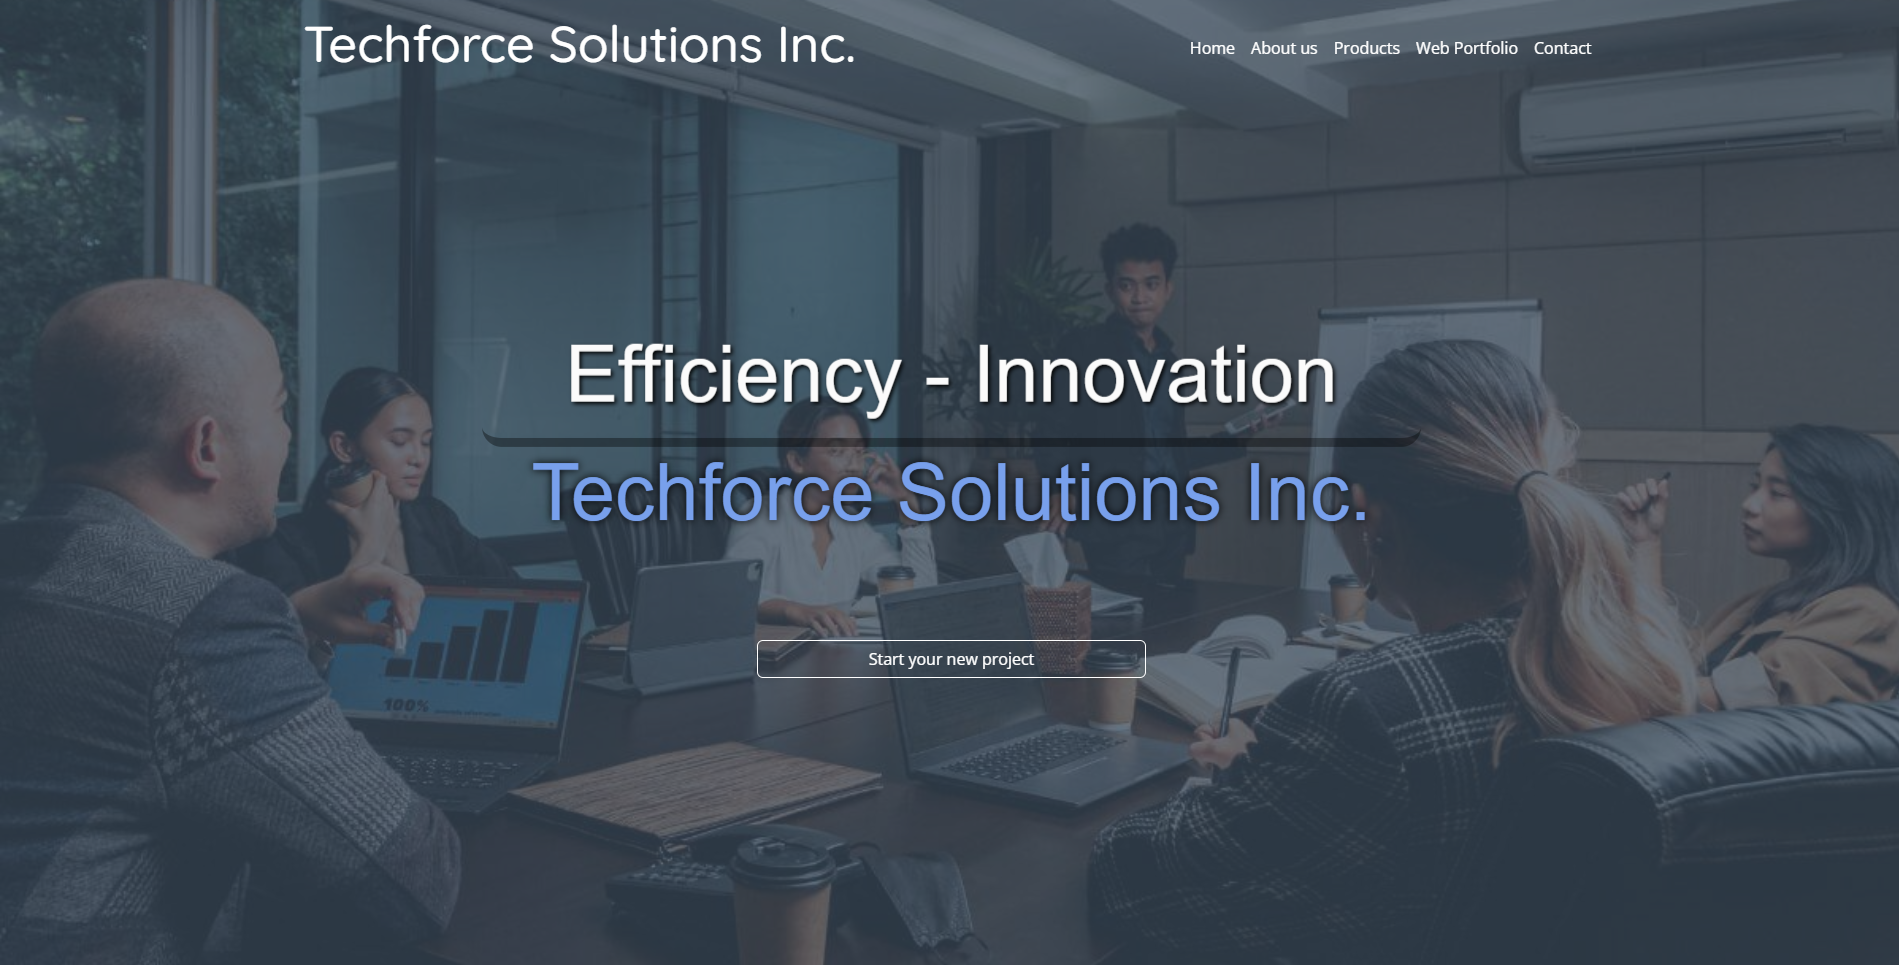 Techforce Solutions Inc.
Home About us Products Web Portfolio Contact
Efficiency - Innovation
Techforce Solutions Inc.
Start your new project
100%